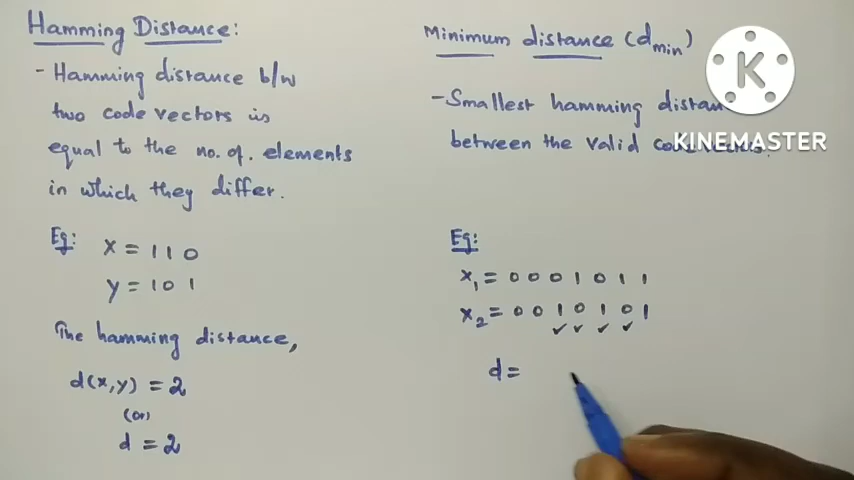 Hamming Distance:
- Hamming distance b/w
two code vectors is
equal to the no. of. elements
in which they differ.
Eg: x = 1 1 0
y = 1 0 1
The hamming distance,
d(x,y) = 2
(or)
d = 2
Minimum distance (dmin)
- Smallest hamming
between the valid
Eg:
x1 = 0 0 0 1 0 1 1
x2 = 0 0 1 0 1 0 1
✓ ✓ ✓ ✓
d =
K
KINEMASTER